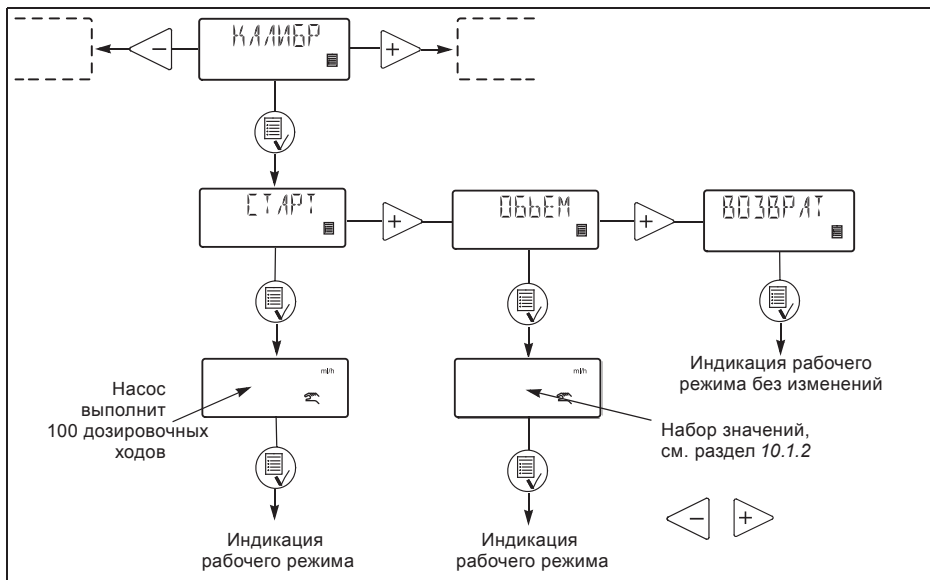 КАЛИБР
СТАРТ
ОБЬЕМ
ВОЗВРАТ
ml/h
ml/h
Насос
выполнит
100 дозировочных
ходов
Индикация рабочего
режима без изменений
Набор значений,
см. раздел 10.1.2
Индикация
рабочего режима
Индикация
рабочего режима